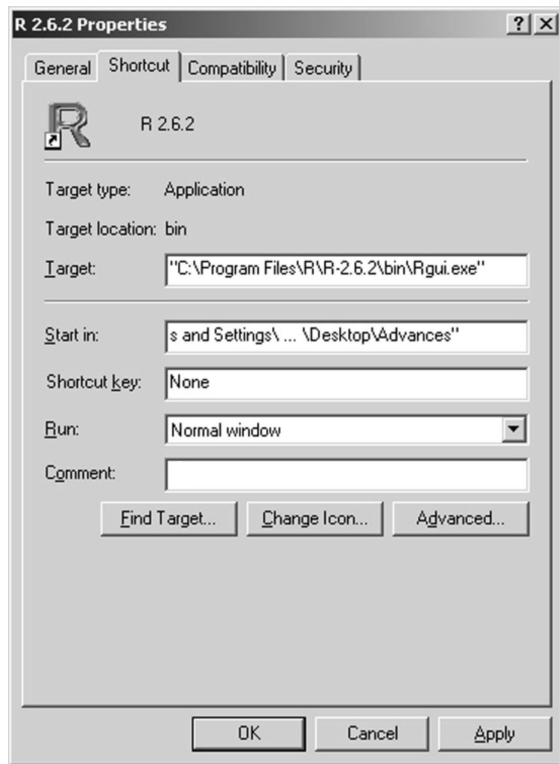 R 2.6.2 Properties
General Shortcut Compatibility Security
R 2.6.2
Target type: Application
Target location: bin
Target: "C:\Program Files\R\R-2.6.2\bin\Rgui.exe"
Start in: s and Settings\ ... \Desktop\Advances"
Shortcut key: None
Run: Normal window
Comment:
Find Target... Change Icon... Advanced...
OK Cancel Apply